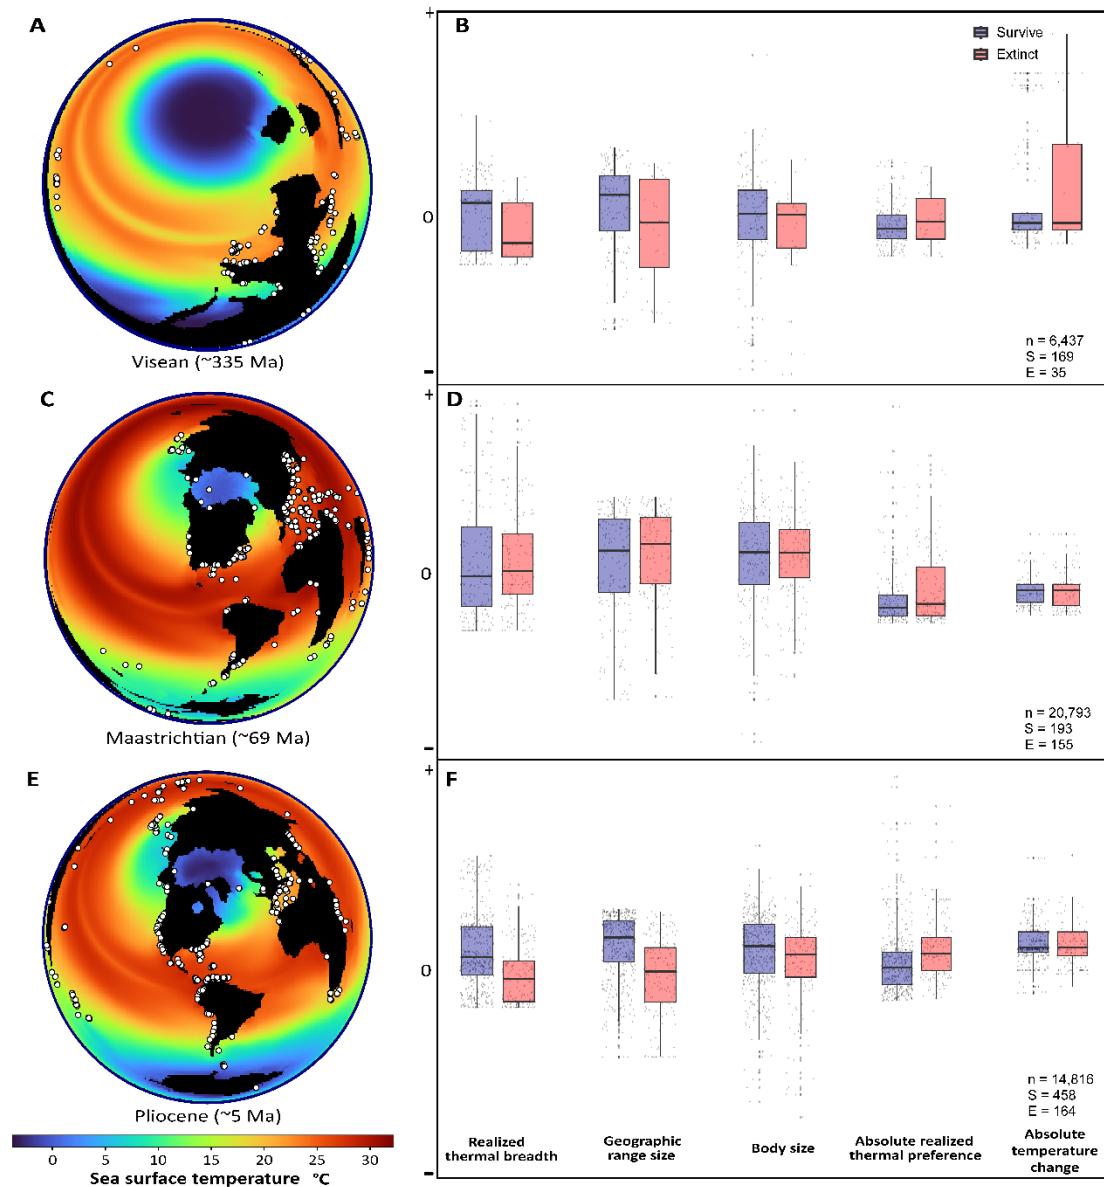 A
Visean (~335 Ma)
B
Survive
Extinct
+
0
−
n = 6,437
S = 169
E = 35
C
Maastrichtian (~69 Ma)
D
+
0
−
n = 20,793
S = 193
E = 155
E
Pliocene (~5 Ma)
F
+
0
−
n = 14,816
S = 458
E = 164
0 5 10 15 20 25 30
Sea surface temperature °C
Realized
thermal breadth
Geographic
range size
Body size
Absolute realized
thermal preference
Absolute
temperature
change